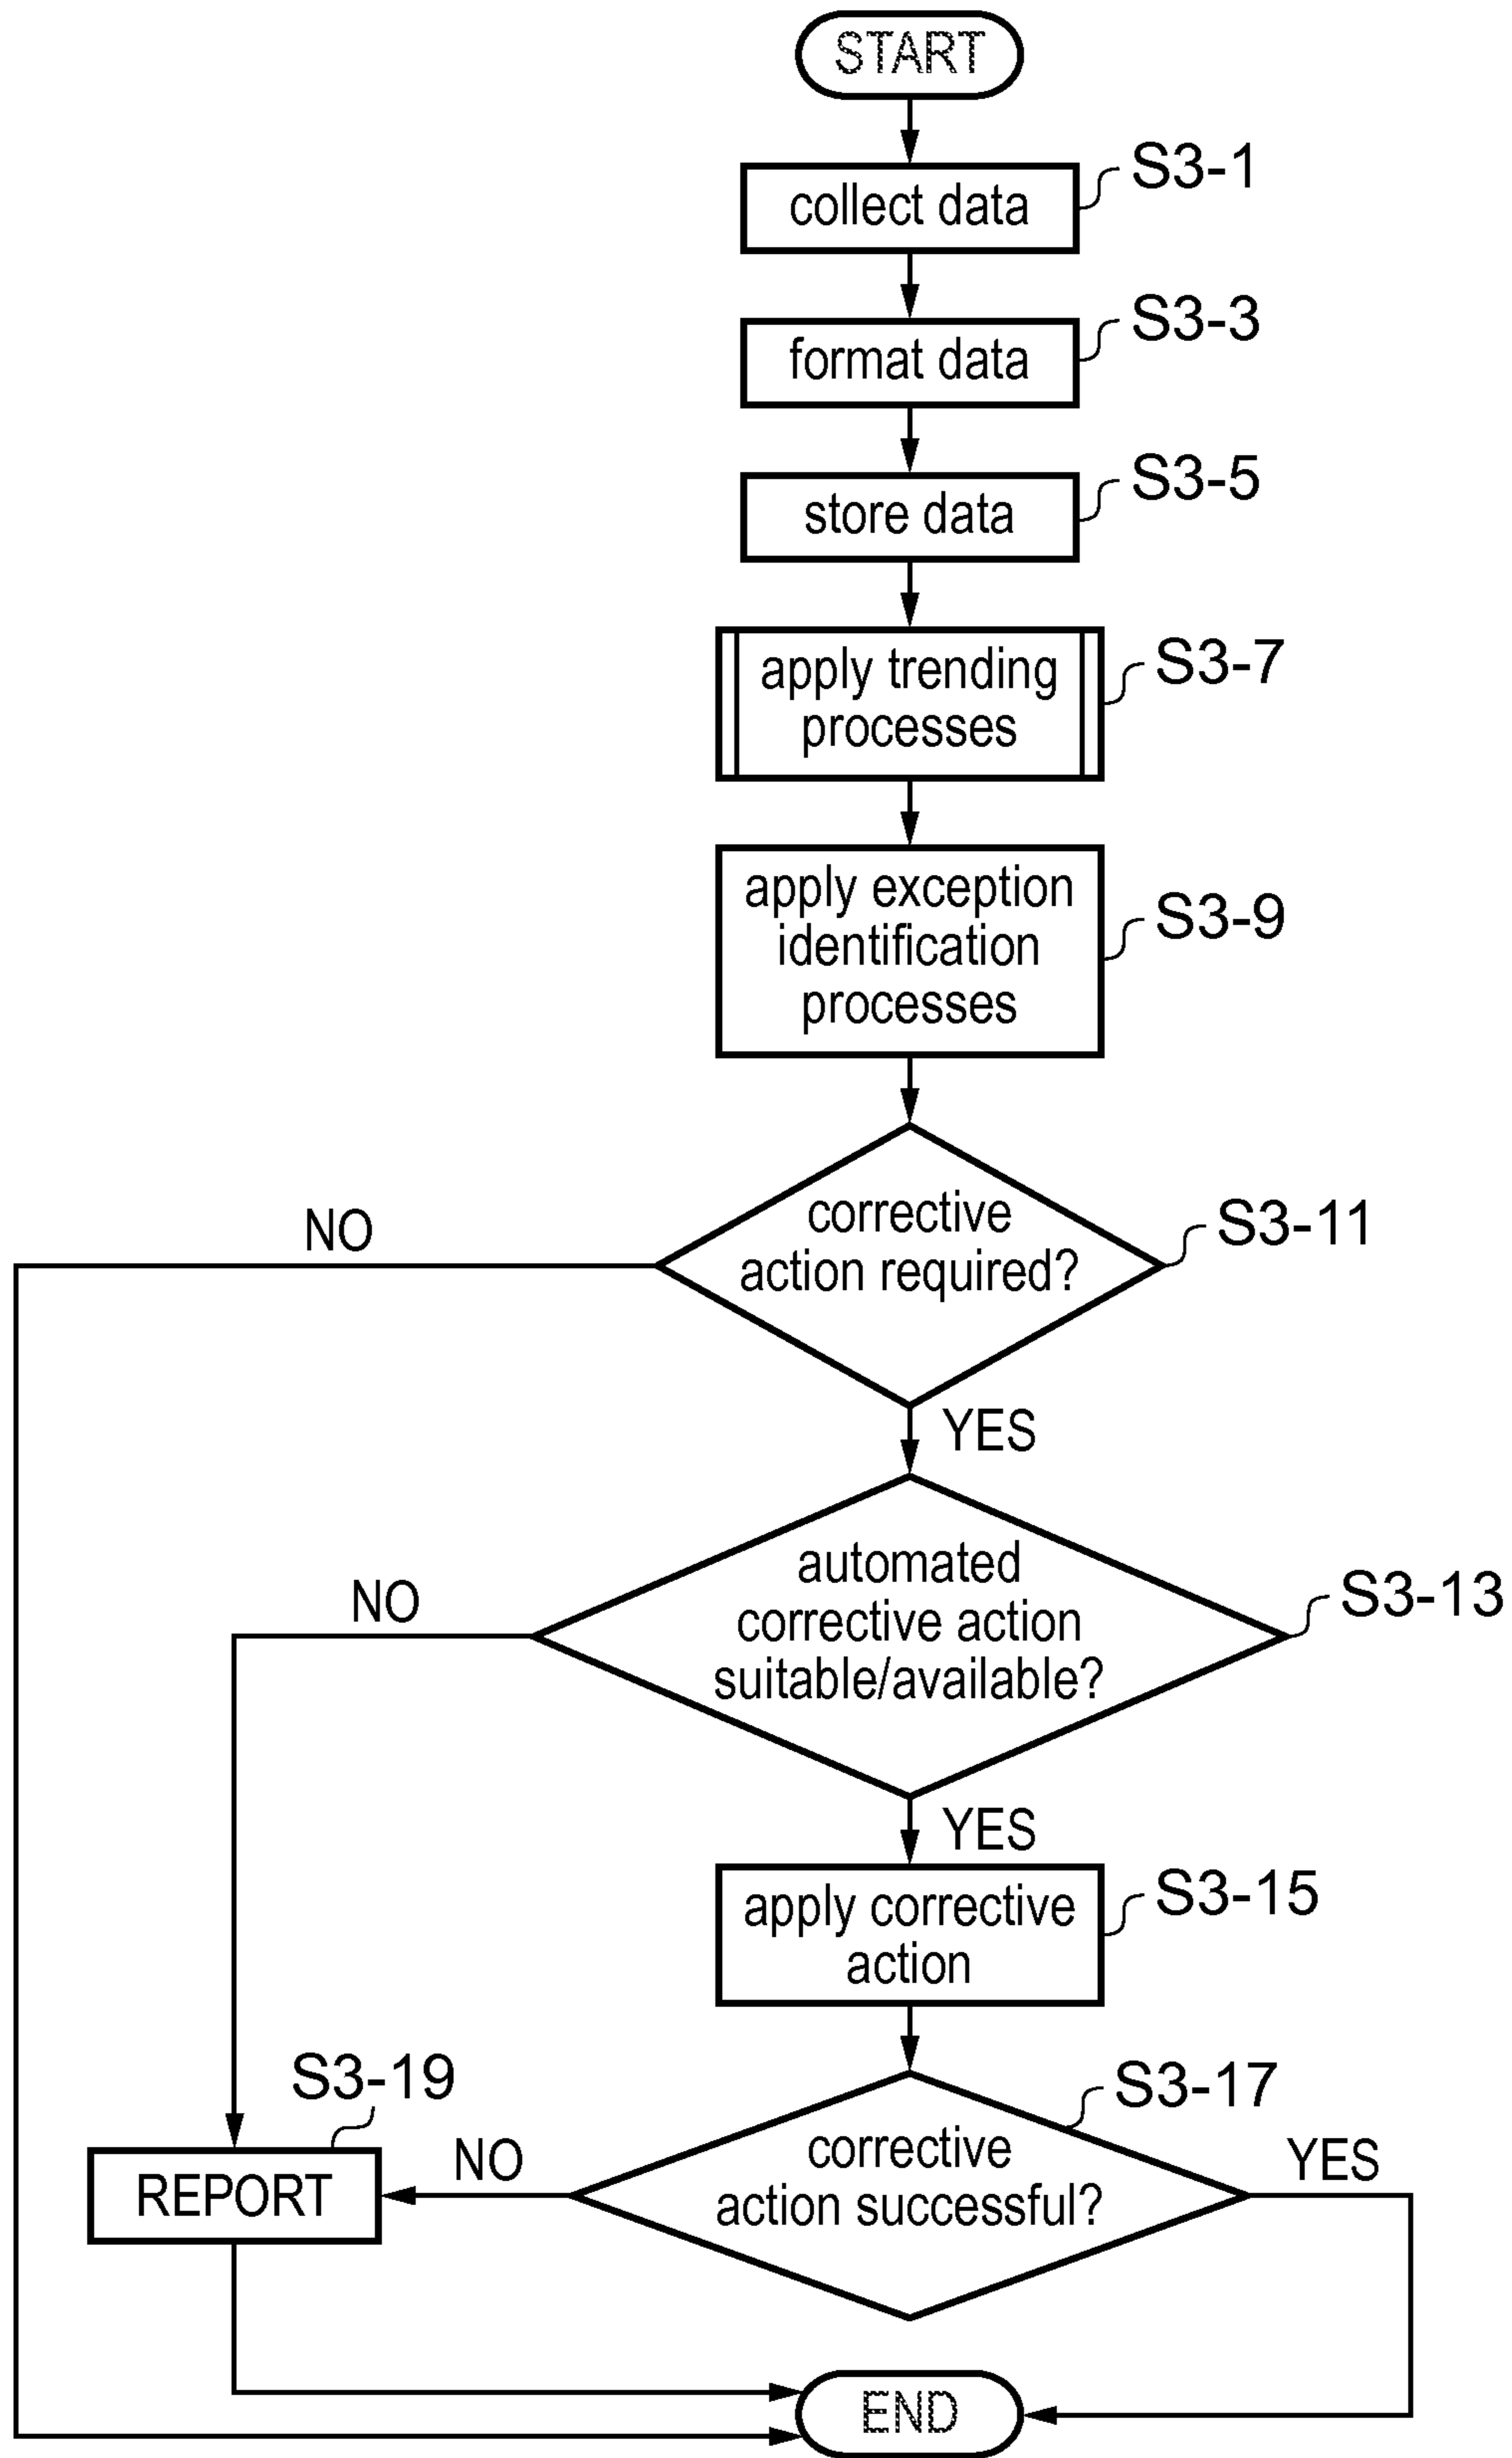 START
S3-1
collect data
S3-3
format data
S3-5
store data
S3-7
apply trending
processes
S3-9
apply exception
identification
processes
S3-11
corrective
action required?
NO
YES
S3-13
automated
corrective action
suitable/available?
NO
YES
S3-15
apply corrective
action
S3-17
corrective
action successful?
NO
YES
S3-19
REPORT
END